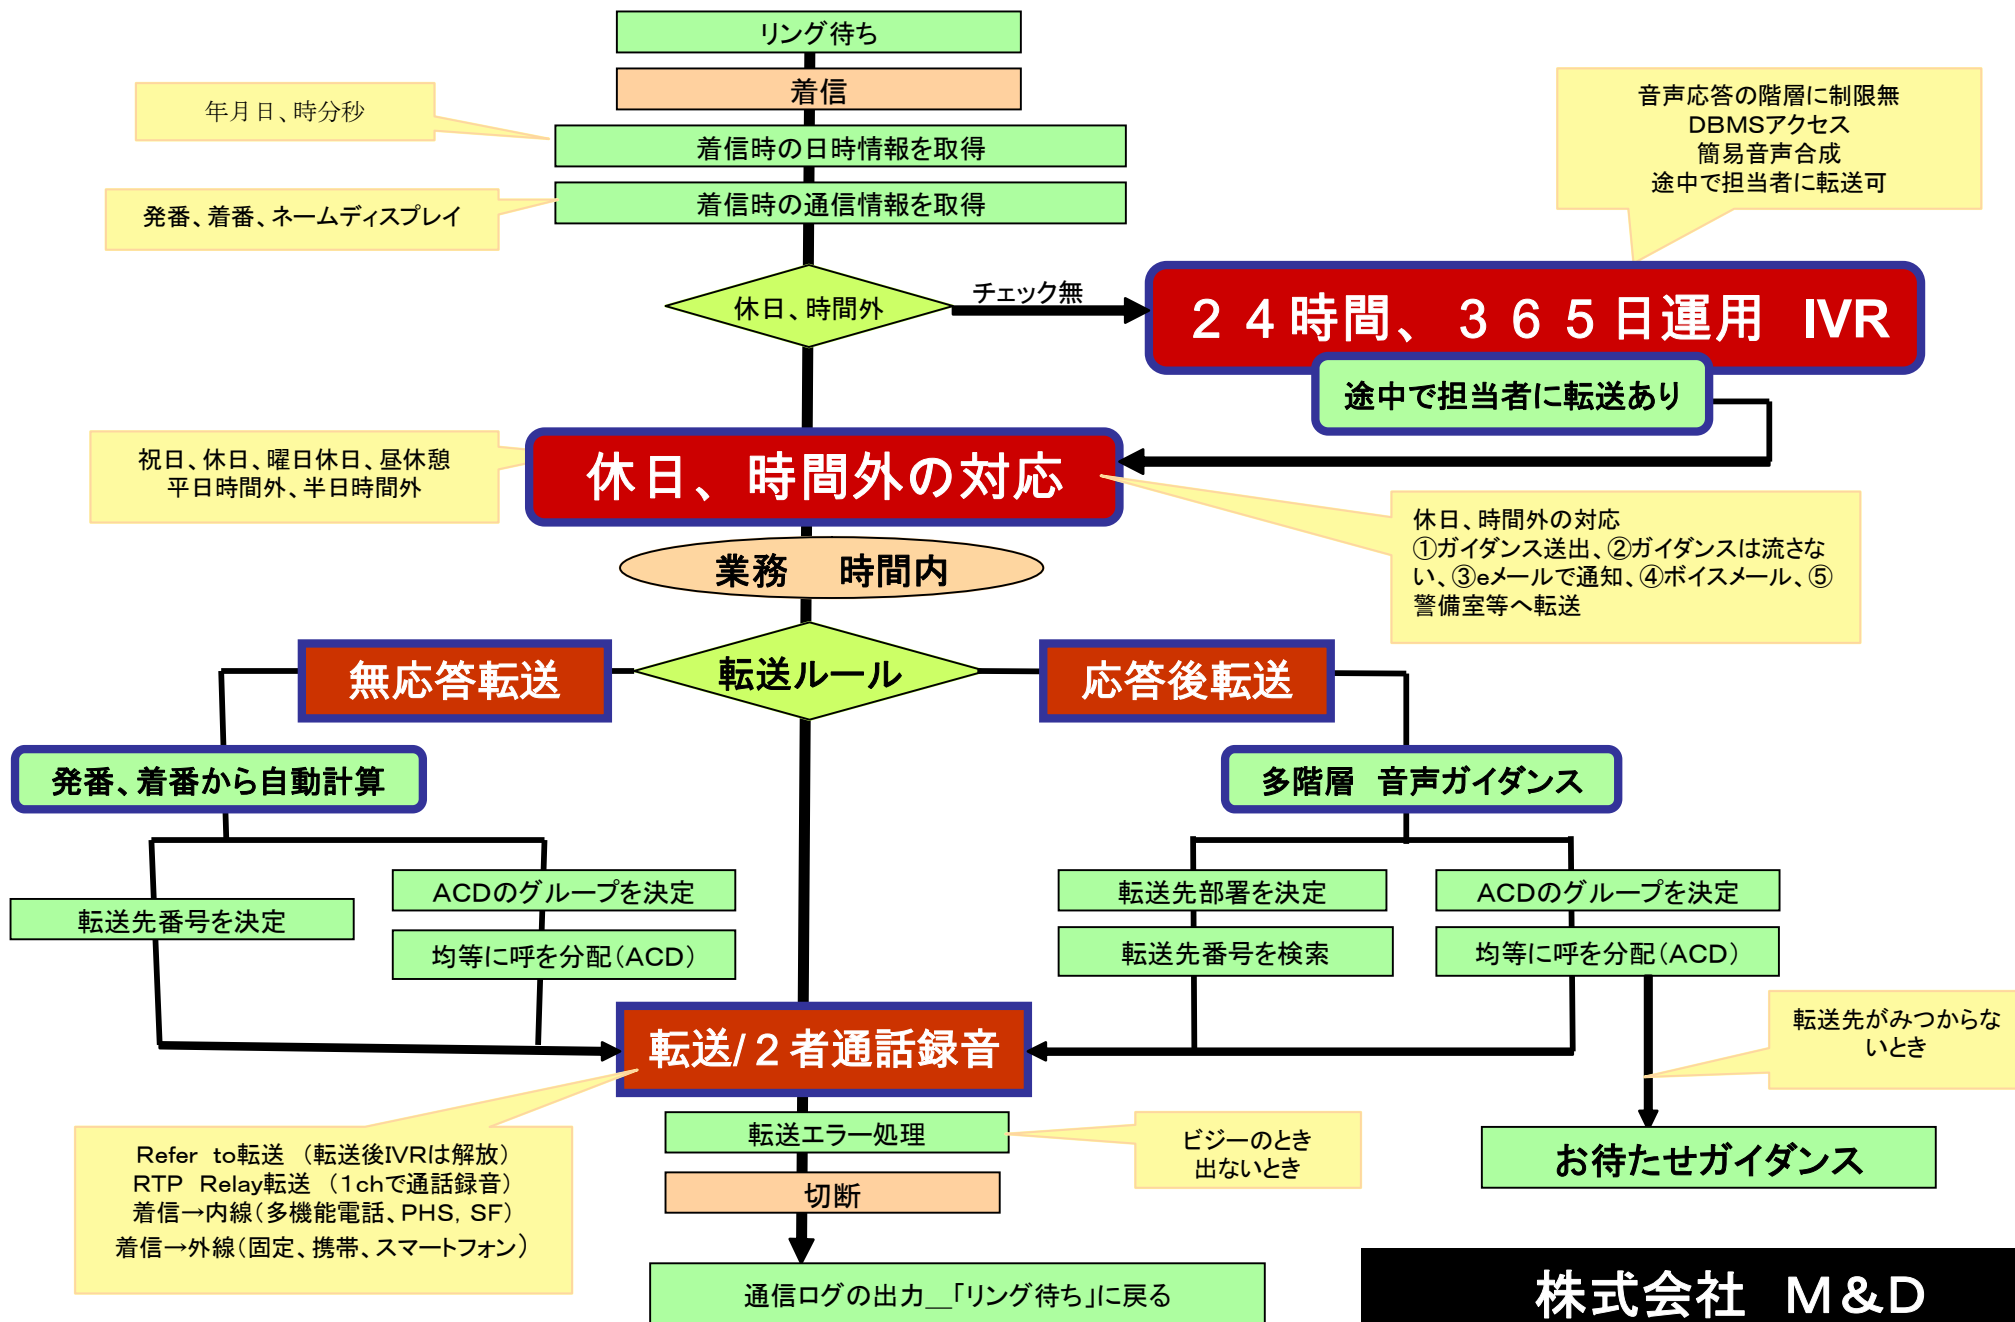 リング待ち
着信
年月日、時分秒
着信時の日時情報を取得
発番、着番、ネームディスプレイ
着信時の通信情報を取得
音声応答の階層に制限無
DBMSアクセス
簡易音声合成
途中で担当者に転送可
休日、時間外
チェック無
２４時間、３６５日運用　IVR
途中で担当者に転送あり
祝日、休日、曜日休日、昼休憩
平日時間外、半日時間外
休日、時間外の対応
休日、時間外の対応
①ガイダンス送出、②ガイダンスは流さな
い、③eメールで通知、④ボイスメール、⑤
警備室等へ転送
業務　時間内
無応答転送
転送ルール
応答後転送
発番、着番から自動計算
多階層　音声ガイダンス
転送先番号を決定
ACDのグループを決定
均等に呼を分配（ACD）
転送先部署を決定
転送先番号を検索
ACDのグループを決定
均等に呼を分配（ACD）
転送先がみつからな
いとき
転送/２者通話録音
Refer　to転送　（転送後IVRは解放）
RTP　Relay転送　（1chで通話録音）
着信→内線（多機能電話、PHS, SF）
着信→外線（固定、携帯、スマートフォン）
転送エラー処理
ビジーのとき
出ないとき
お待たせガイダンス
切断
通信ログの出力__「リング待ち」に戻る
株式会社　M＆D